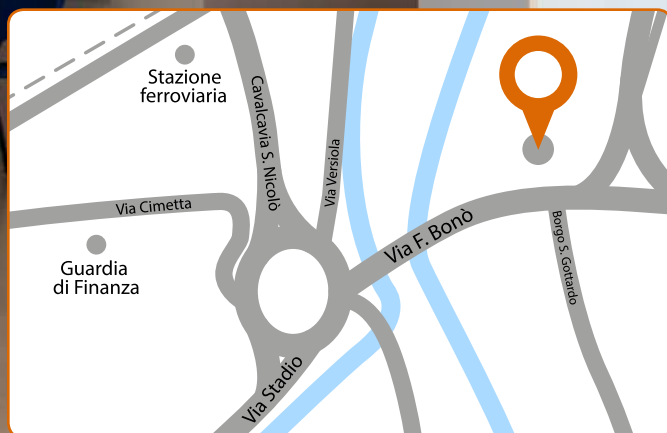 Stazione
ferroviaria
Cavalcavia S. Nicolò
Via Versiola
Via Cimetta
Via F. Bonò
Borgo S. Gottardo
Guardia
di Finanza
Via Stadio